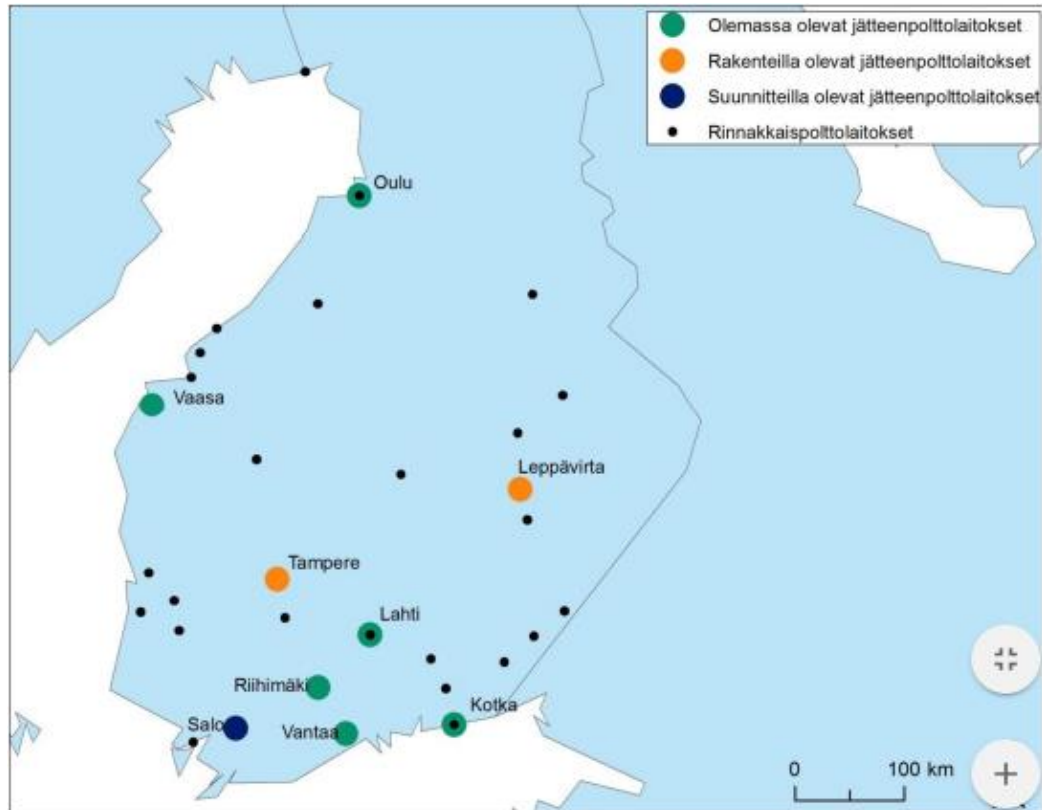 Olemassa olevat jätteenpolttolaitokset
Rakenteilla olevat jätteenpolttolaitokset
Suunnitteilla olevat jätteenpolttolaitokset
Rinnakkaispolttolaitokset
Oulu
Vaasa
Leppävirta
Tampere
Lahti
Riihimäki
Kotka
Salo
Vantaa
0 100 km